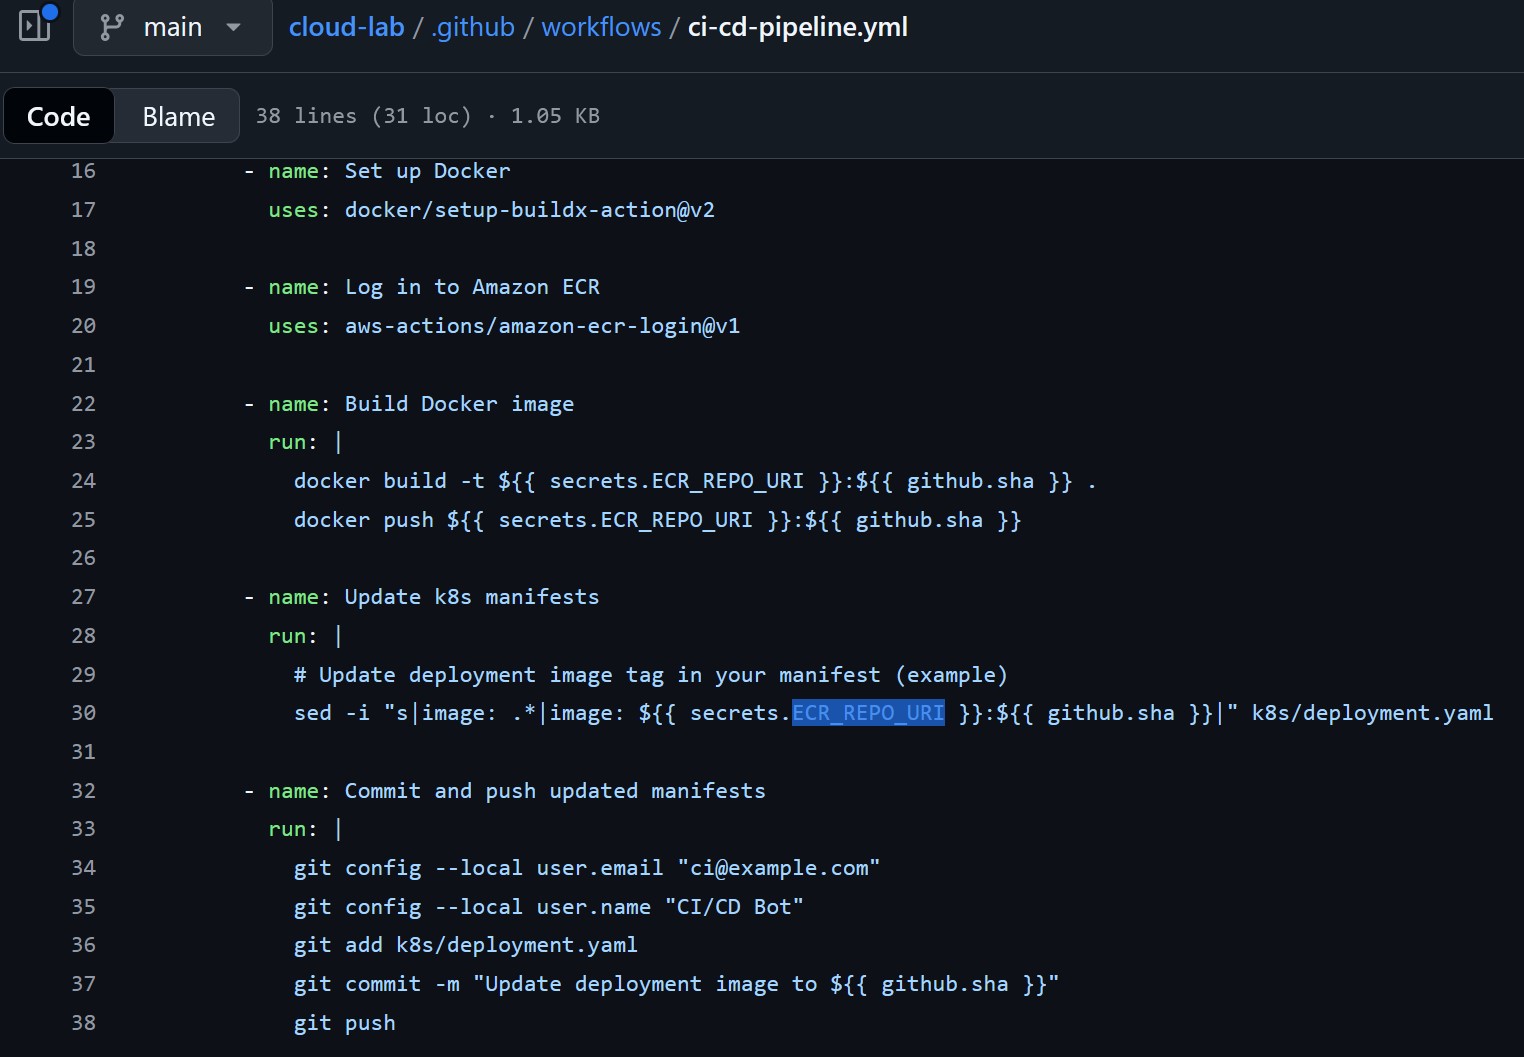 main
cloud-lab / .github / workflows / ci-cd-pipeline.yml
Code Blame 38 lines (31 loc) · 1.05 KB
16 - name: Set up Docker
17 uses: docker/setup-buildx-action@v2
18
19 - name: Log in to Amazon ECR
20 uses: aws-actions/amazon-ecr-login@v1
21
22 - name: Build Docker image
23 run: |
24 docker build -t ${{ secrets.ECR_REPO_URI }}:${{ github.sha }} .
25 docker push ${{ secrets.ECR_REPO_URI }}:${{ github.sha }}
26
27 - name: Update k8s manifests
28 run: |
29 # Update deployment image tag in your manifest (example)
30 sed -i "s|image: .*|image: ${{ secrets.ECR_REPO_URI }}:${{ github.sha }}|" k8s/deployment.yaml
31
32 - name: Commit and push updated manifests
33 run: |
34 git config --local user.email "ci@example.com"
35 git config --local user.name "CI/CD Bot"
36 git add k8s/deployment.yaml
37 git commit -m "Update deployment image to ${{ github.sha }}"
38 git push